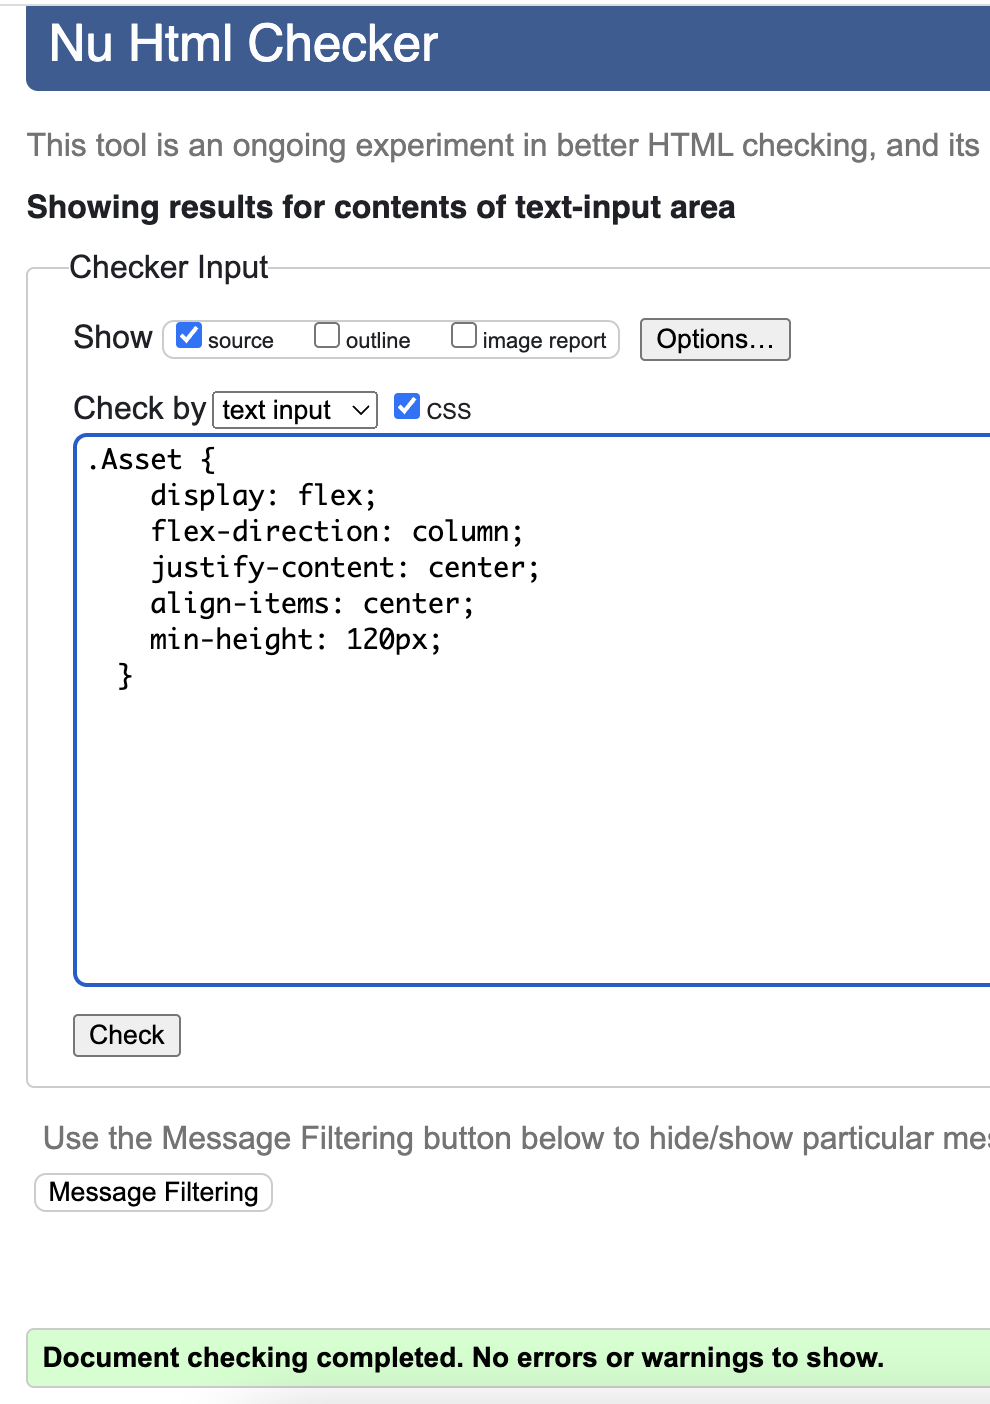 Nu Html Checker
This tool is an ongoing experiment in better HTML checking, and its
Showing results for contents of text-input area
Checker Input
Show source outline image report Options...
Check by text input CSS
.Asset {
    display: flex;
    flex-direction: column;
    justify-content: center;
    align-items: center;
    min-height: 120px;
  }
Check
Use the Message Filtering button below to hide/show particular
Message Filtering
Document checking completed. No errors or warnings to show.